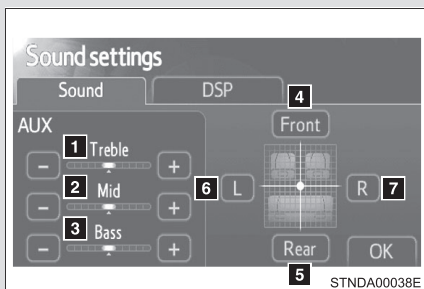 Sound settings
Sound DSP
4
AUX Front
1 Treble
- +
2 Mid
- + 6 L R 7
3 Bass
- + Rear OK
5
STNDA00038E